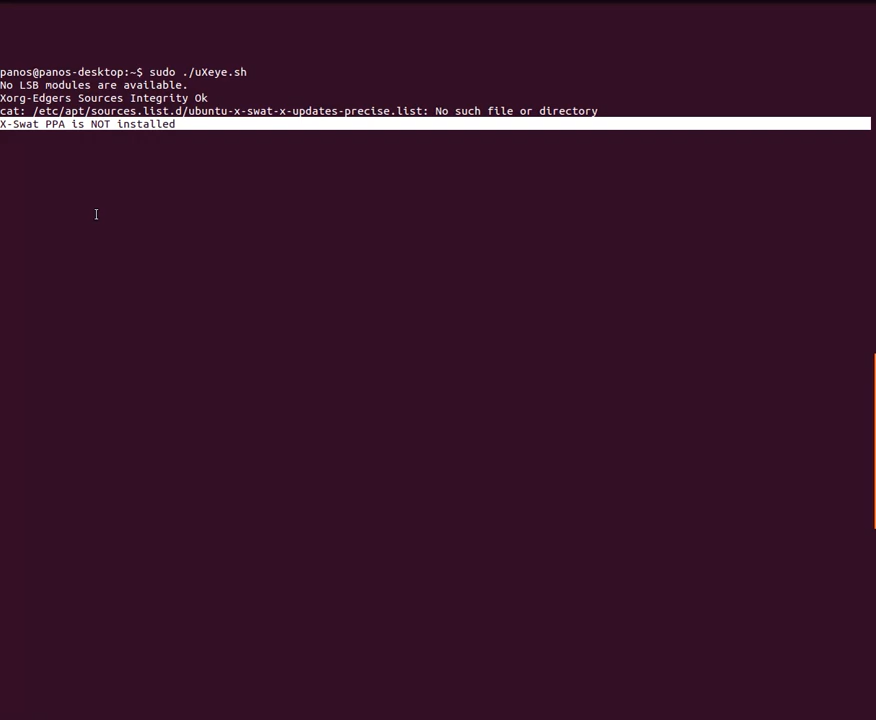 panos@panos-desktop:~$ sudo ./uXeye.sh
No LSB modules are available.
Xorg-Edgers Sources Integrity Ok
cat: /etc/apt/sources.list.d/ubuntu-x-swat-x-updates-precise.list: No such file or directory
X-Swat PPA is NOT installed